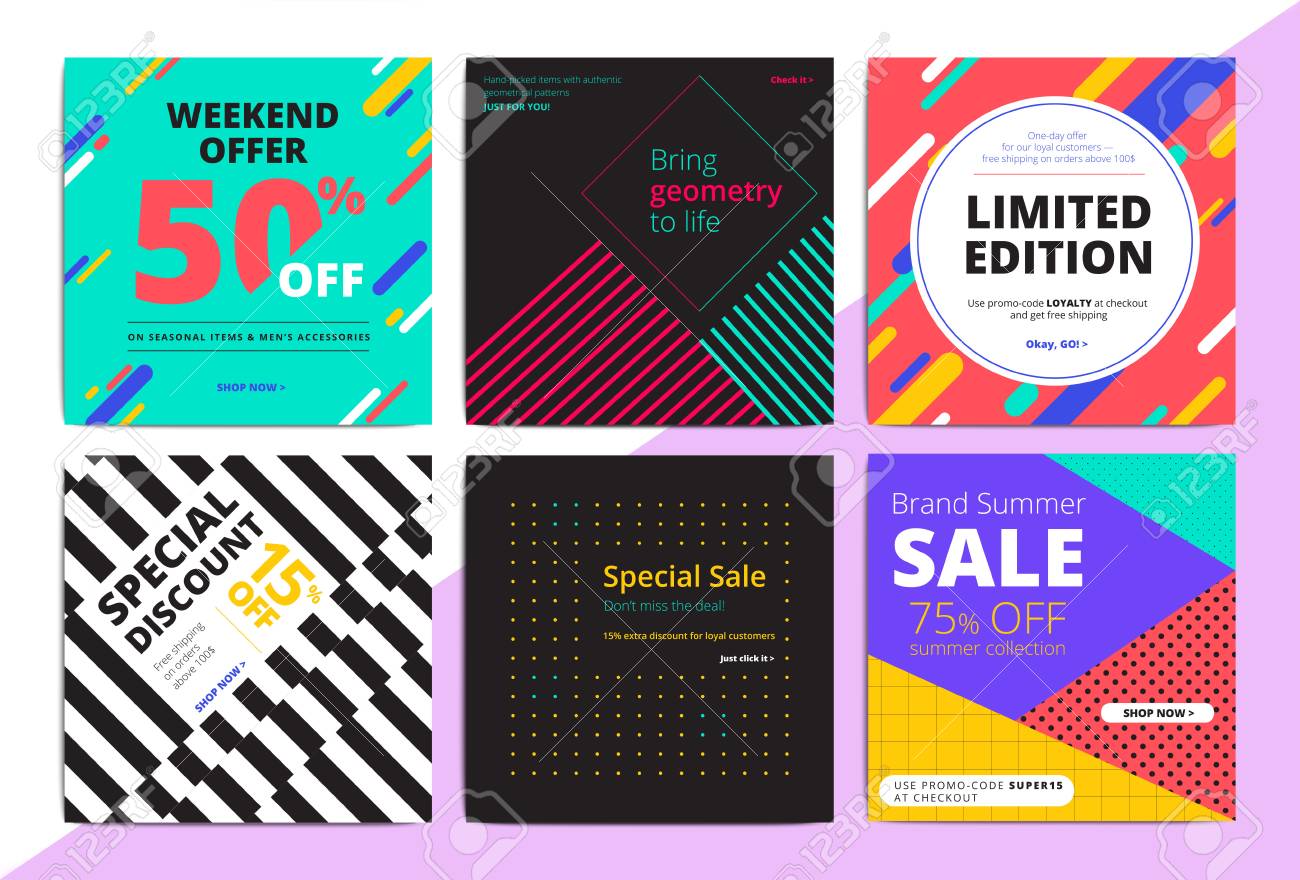 WEEKEND
OFFER
50%
OFF
ON SEASONAL ITEMS & MEN'S ACCESSORIES
SHOP NOW >
Hand-picked items with authentic
geometrical patterns
!JUST FOR YOU!
Check it >
Bring
geometry
to life
One-day offer
for our loyal customers —
free shipping on orders above 100$
LIMITED
EDITION
Use promo-code LOYALTY at checkout
and get free shipping
Okay, GO! >
SPECIAL
DISCOUNT
15%
OFF
Free shipping
on orders
above 100$
SHOP NOW >
Special Sale
Don't miss the deal!
15% extra discount for loyal customers
Just click it >
Brand Summer
SALE
75% OFF
summer collection
SHOP NOW >
USE PROMO-CODE SUPER15
AT CHECKOUT
123RF